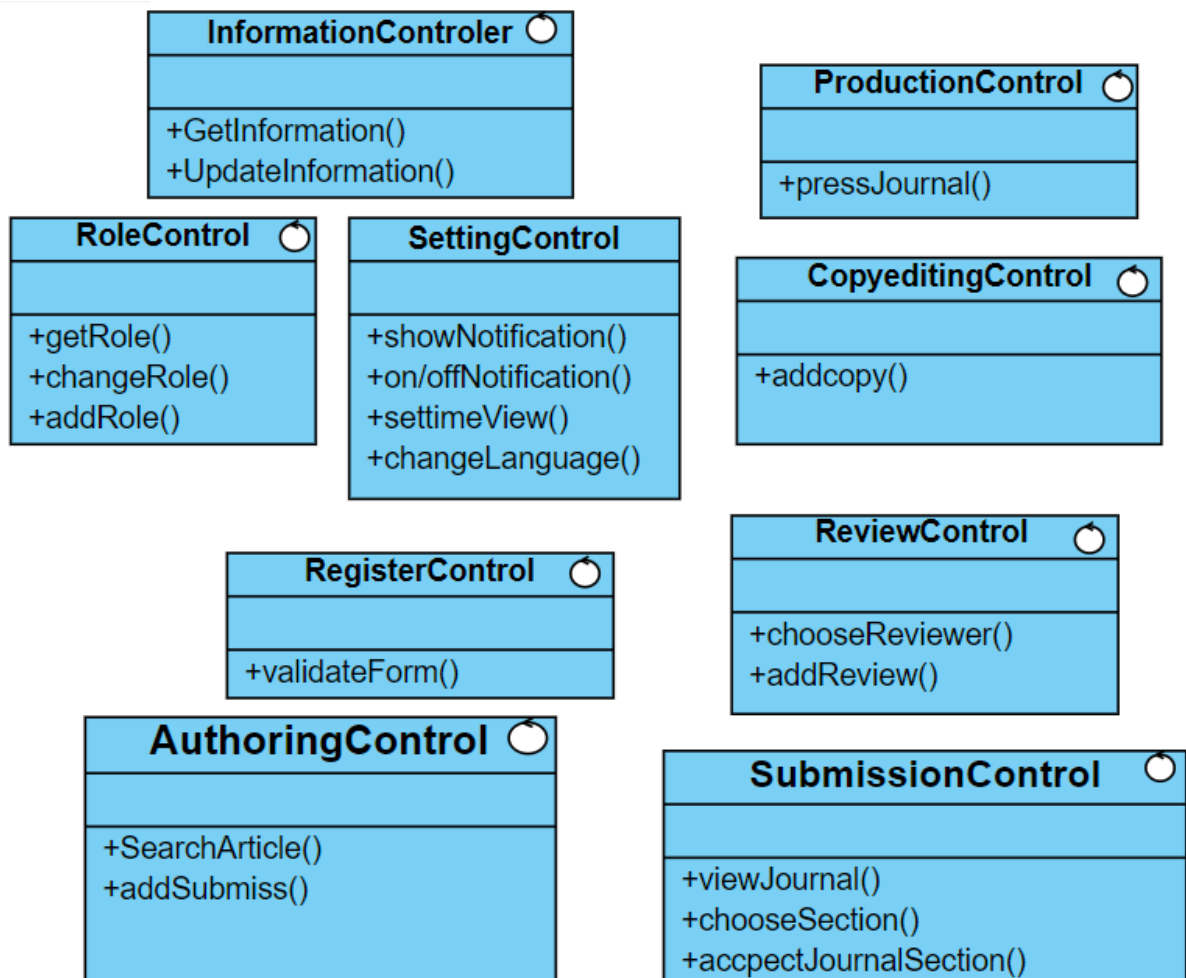 InformationControler
+GetInformation()
+UpdateInformation()
ProductionControl
+pressJournal()
RoleControl
+getRole()
+changeRole()
+addRole()
SettingControl
+showNotification()
+on/offNotification()
+settimeView()
+changeLanguage()
CopyeditingControl
+addcopy()
RegisterControl
+validateForm()
ReviewControl
+chooseReviewer()
+addReview()
AuthoringControl
+SearchArticle()
+addSubmiss()
SubmissionControl
+viewJournal()
+chooseSection()
+accpectJournalSection()